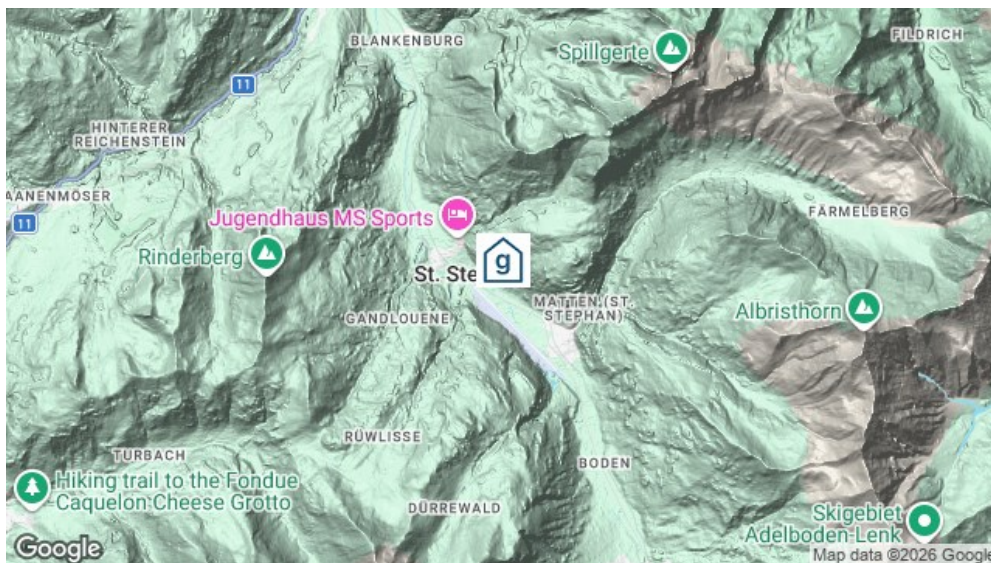 BLANKENBURG
FILDRICH
Spillgerte
11
HINTERER
REICHENSTEIN
AANENMÖSER
11
Jugendhaus MS Sports
FÄRMELBERG
Rinderberg
g
St. Ste
MATTEN (ST.
STEPHAN)
Albristhorn
GANDLOUENE
RÜWLISSE
TURBACH
BODEN
Hiking trail to the Fondue
Caquelon Cheese Grotto
DÜRREWALD
Skigebiet
Adelboden-Lenk
Google
Map data ©2026 Google